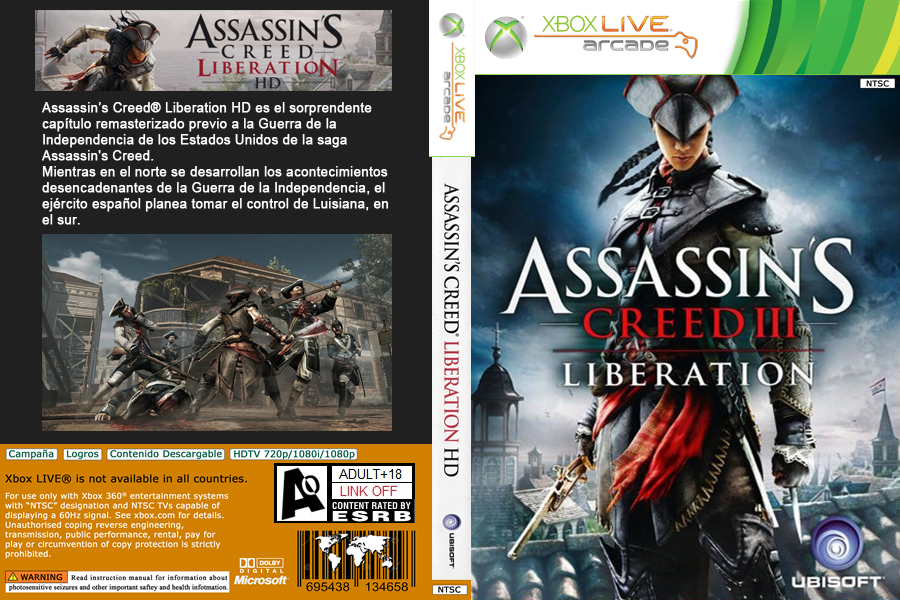 ASSASSIN'S
CREED
LIBERATION
HD
Assassin's Creed® Liberation HD es el sorprendente
capítulo remasterizado previo a la Guerra de la
Independencia de los Estados Unidos de la saga
Assassin's Creed.
Mientras en el norte se desarrollan los acontecimientos
desencadenantes de la Guerra de la Independencia, el
ejército español planea tomar el control de Luisiana, en
el sur.
Campaña Logros Contenido Descargable HDTV 720p/1080i/1080p
Xbox LIVE® is not available in all countries.
For use only with Xbox 360® entertainment systems
with "NTSC" designation and NTSC TVs capable of
displaying a 60Hz signal. See xbox.com for details.
Unauthorised coping reverse engineering,
transmission, public performance, rental, pay for
play or circumvention of copy protection is strictly
prohibited.
WARNING Read instruction manual for information about
photosensitive seizures and other important saftey and health infotmation.
AO
ADULT+18
LINK OFF
CONTENT RATED BY
ESRB
DOLBY
DIGITAL
Microsoft®
695438 134658
XBOX LIVE
arcade
ASSASSIN'S CREED® LIBERATION HD
UBISOFT
NTSC
XBOX LIVE
arcade
NTSC
ASSASSIN'S
CREED III
LIBERATION
UBISOFT